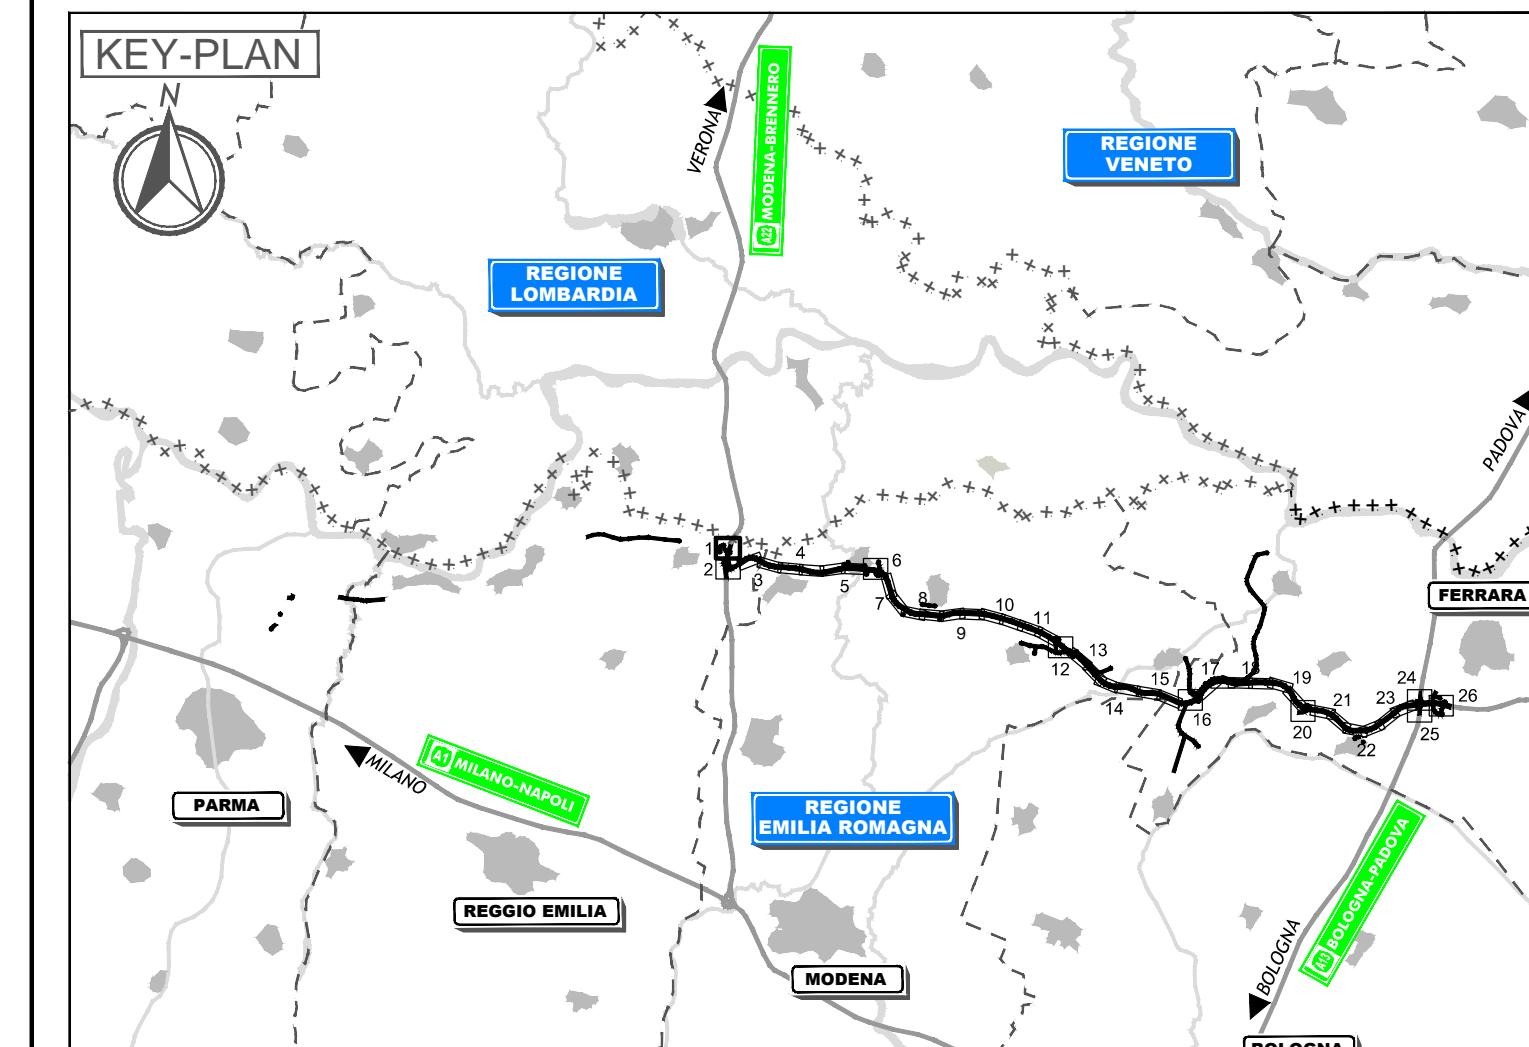 KEY-PLAN
N
VERONA
A22 MODENA-BRENNERO
REGIONE
VENETO
REGIONE
LOMBARDIA
PADOVA
1
2
3
4
5
6
7
8
9
10
11
12
13
14
15
16
17
18
19
20
21
22
23
24
25
26
FERRARA
MILANO
A1 MILANO-NAPOLI
PARMA
REGIONE
EMILIA ROMAGNA
REGGIO EMILIA
MODENA
A13 BOLOGNA-PADOVA
BOLOGNA
BOLOGNA